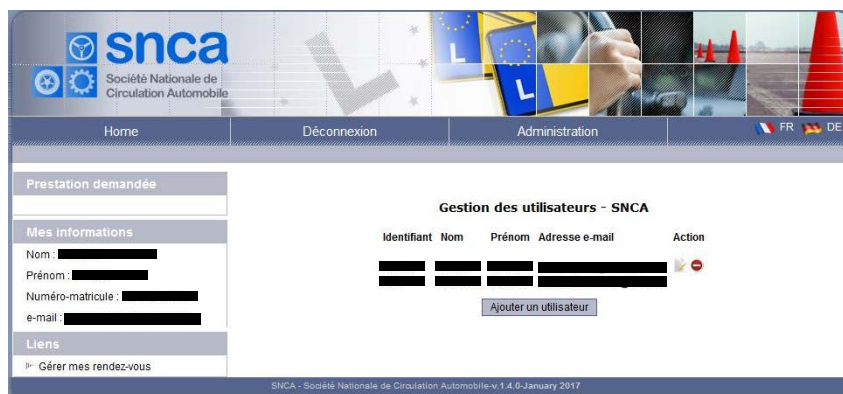 snca
Société Nationale de
Circulation Automobile
L
L
L
Home Déconnexion Administration FR DE
Prestation demandée
Gestion des utilisateurs - SNCA
Mes informations
Identifiant Nom Prénom Adresse e-mail Action
Nom :
Prénom :
Numéro-matricule :
e-mail :
Ajouter un utilisateur
Liens
Gérer mes rendez-vous
SNCA - Société Nationale de Circulation Automobile-v.1.4.0-January 2017